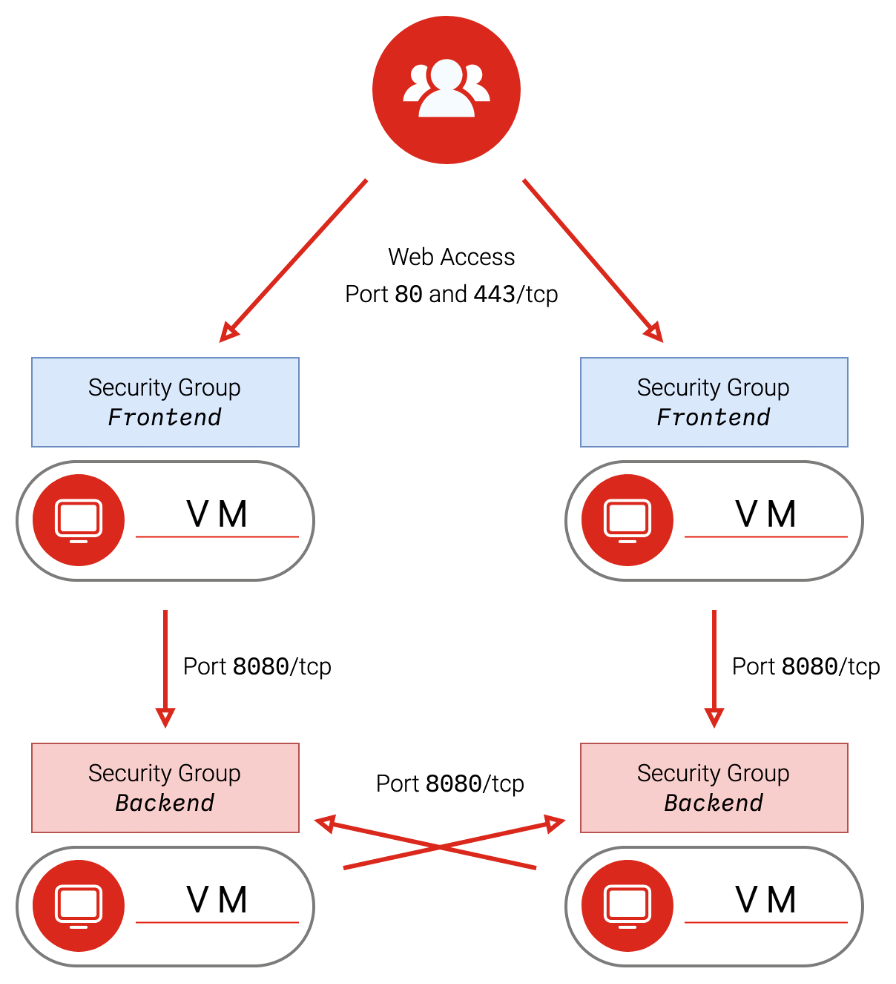 Web Access
Port 80 and 443/tcp
Security Group
Frontend
Security Group
Frontend
VM
VM
Port 8080/tcp
Port 8080/tcp
Security Group
Backend
Port 8080/tcp
Security Group
Backend
VM
VM